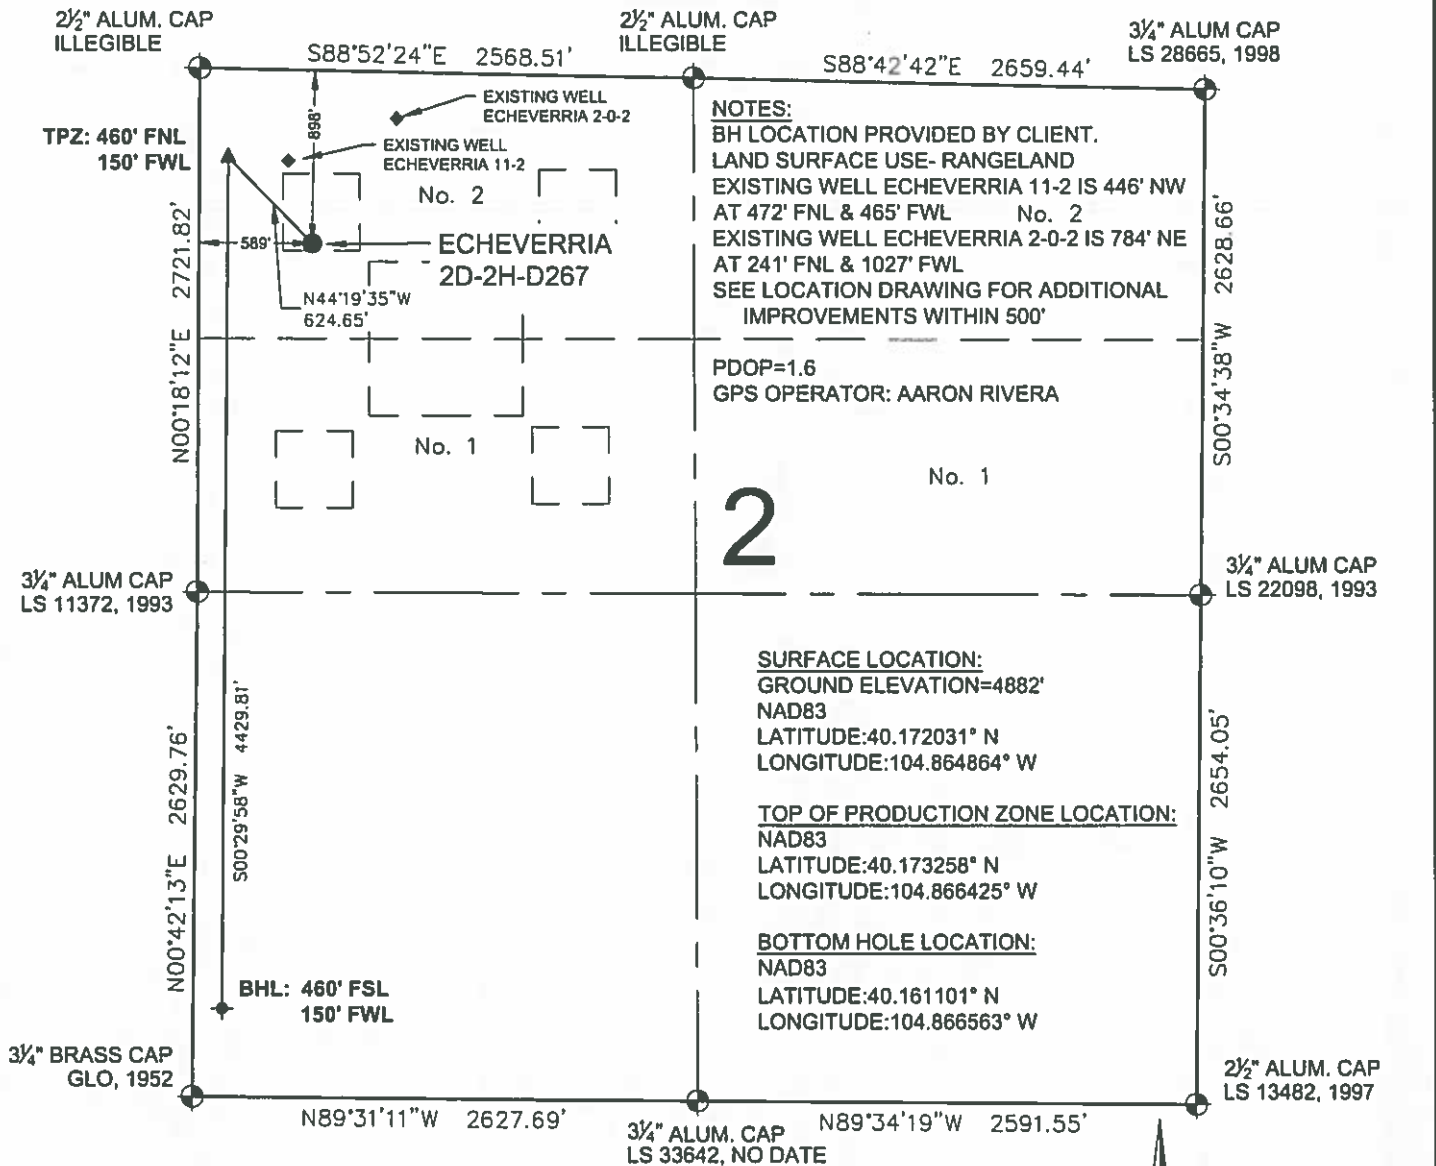 2½" ALUM. CAP
ILLEGIBLE
2½" ALUM. CAP
ILLEGIBLE
3¼" ALUM CAP
LS 28665, 1998
S88°52'24"E 2568.51'
S88°42'42"E 2659.44'
TPZ: 460' FNL
150' FWL
898'
EXISTING WELL
ECHEVERRIA 2-0-2
EXISTING WELL
ECHEVERRIA 11-2
No. 2
589'
ECHEVERRIA
2D-2H-D267
N44°19'35"W
624.65'
NOTES:
BH LOCATION PROVIDED BY CLIENT.
LAND SURFACE USE- RANGELAND
EXISTING WELL ECHEVERRIA 11-2 IS 446' NW
AT 472' FNL & 465' FWL
No. 2
EXISTING WELL ECHEVERRIA 2-0-2 IS 784' NE
AT 241' FNL & 1027' FWL
SEE LOCATION DRAWING FOR ADDITIONAL
IMPROVEMENTS WITHIN 500'
PDOP=1.6
GPS OPERATOR: AARON RIVERA
N00°18'12"E 2721.82'
S00°34'38"W 2628.66'
No. 1
No. 1
2
3¼" ALUM CAP
LS 11372, 1993
3¼" ALUM CAP
LS 22098, 1993
SURFACE LOCATION:
GROUND ELEVATION=4882'
NAD83
LATITUDE:40.172031° N
LONGITUDE:104.864864° W
TOP OF PRODUCTION ZONE LOCATION:
NAD83
LATITUDE:40.173258° N
LONGITUDE:104.866425° W
BOTTOM HOLE LOCATION:
NAD83
LATITUDE:40.161101° N
LONGITUDE:104.866563° W
N00°42'13"E 2629.76'
S00°29'58"W 4429.81'
S00°36'10"W 2654.05'
BHL: 460' FSL
150' FWL
3¼" BRASS CAP
GLO, 1952
N89°31'11"W 2627.69'
3¼" ALUM. CAP
LS 33642, NO DATE
N89°34'19"W 2591.55'
2½" ALUM. CAP
LS 13482, 1997